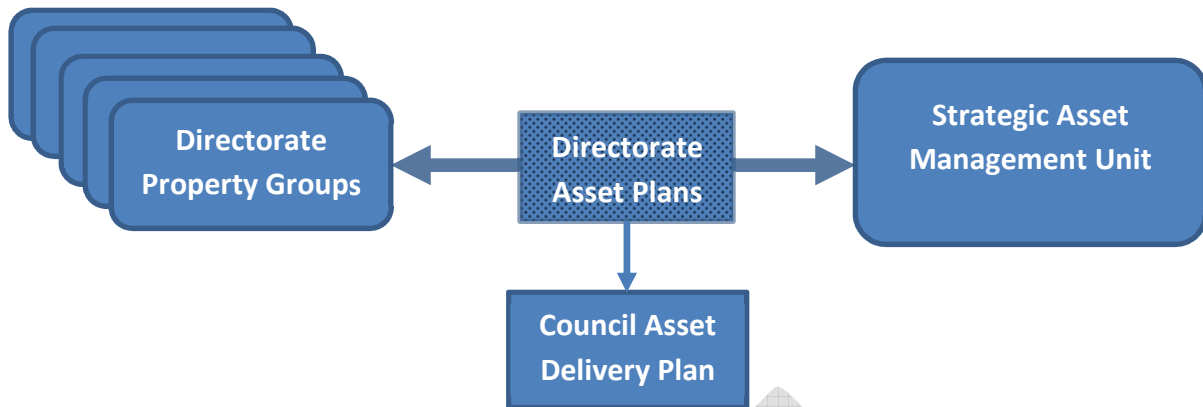 Directorate
Property Groups
Directorate
Asset Plans
Strategic Asset
Management Unit
Council Asset
Delivery Plan